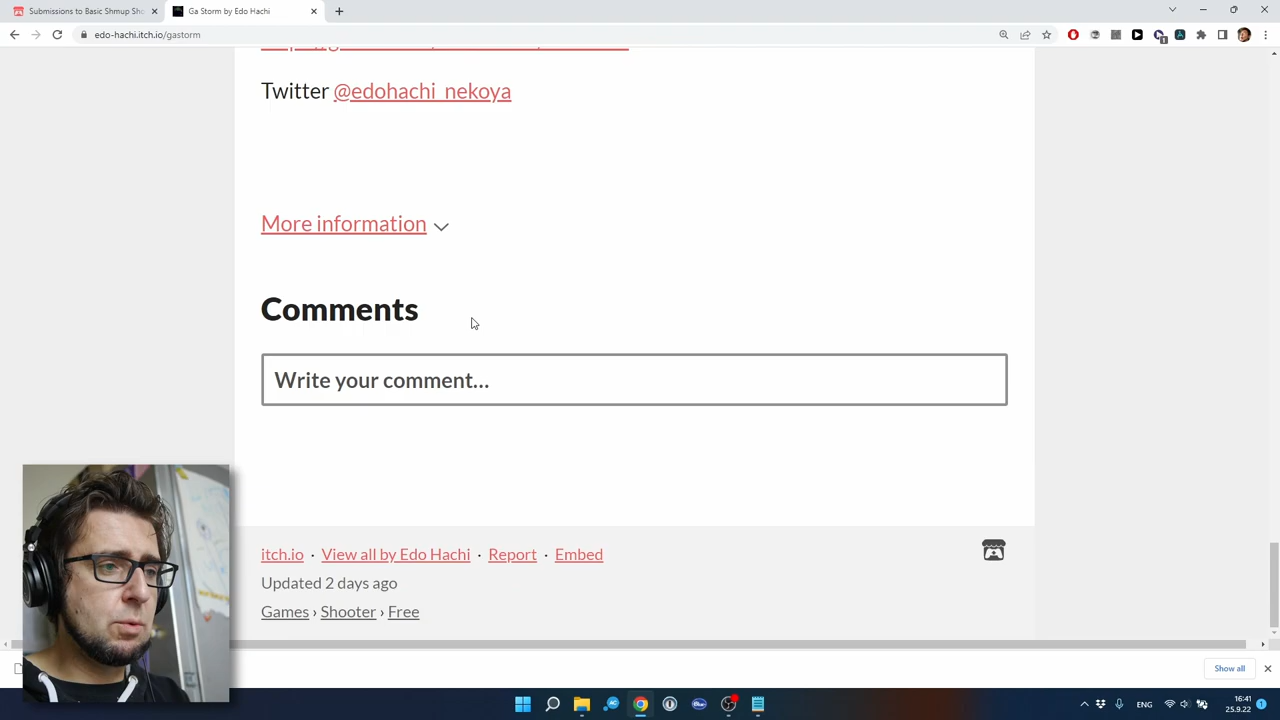 Submissions to Basic Shmup Sho
Ga Storm by Edo Hachi
edo-hachi.itch.io/gastorm
Twitter @edohachi_nekoya
More information
Comments
Write your comment...
itch.io · View all by Edo Hachi · Report · Embed
Updated 2 days ago
Games › Shooter › Free
Show all
ENG
16:41
25.9.22